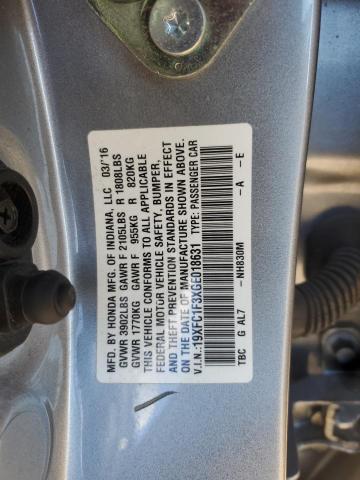 MFD. BY HONDA MFG. OF INDIANA, LLC 03/'16
GVWR 3902LBS GAWR F 2105LBS R 1808LBS
GVWR 1770KG GAWR F 955KG R 820KG
THIS VEHICLE CONFORMS TO ALL APPLICABLE
FEDERAL MOTOR VEHICLE SAFETY, BUMPER,
AND THEFT PREVENTION STANDARDS IN EFFECT
ON THE DATE OF MANUFACTURE SHOWN ABOVE.
V.I.N.: 19XFC1F3XGE018631 TYPE: PASSENGER CAR
TBC G AL7 – NH830M – A – E